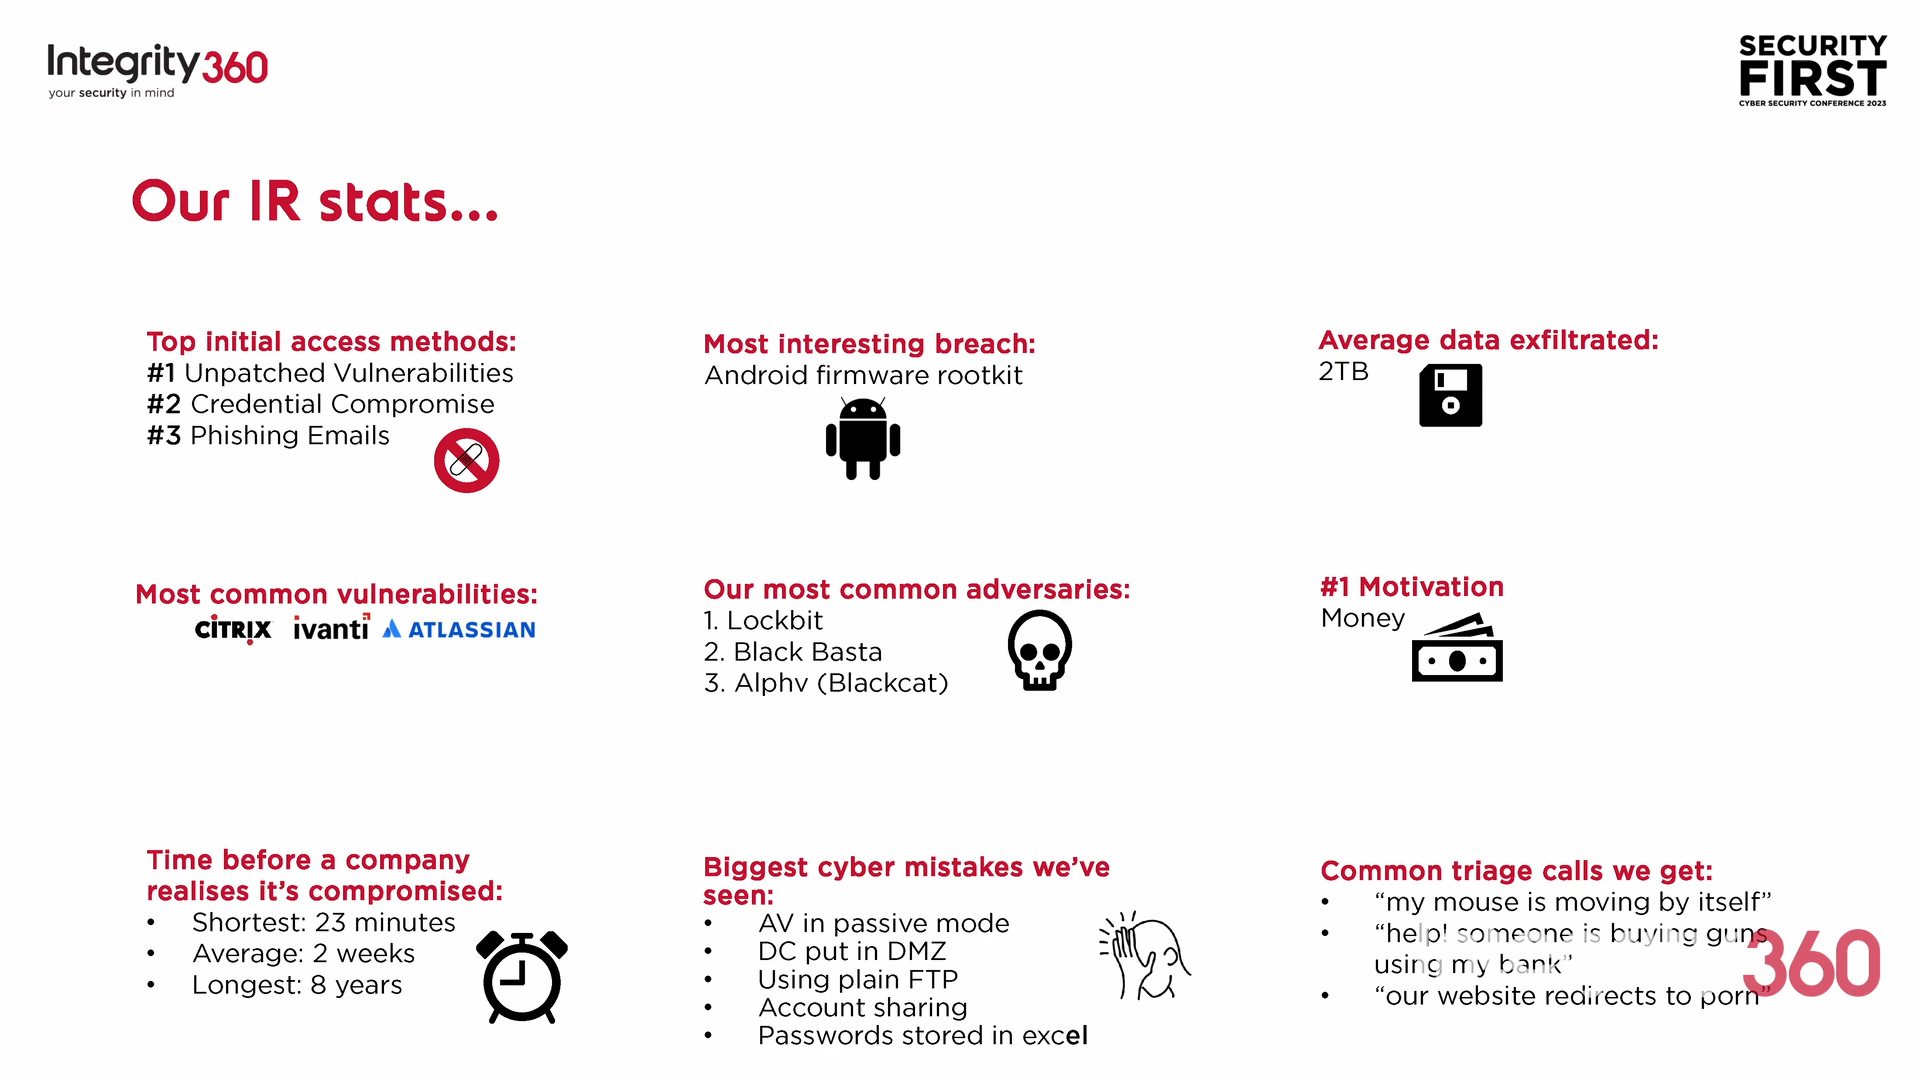 Integrity360
your security in mind
SECURITY
FIRST
CYBER SECURITY CONFERENCE 2023
Our IR stats...
Top initial access methods:
#1 Unpatched Vulnerabilities
#2 Credential Compromise
#3 Phishing Emails
Most interesting breach:
Android firmware rootkit
Average data exfiltrated:
2TB
Most common vulnerabilities:
CITRIX ivanti ATLASSIAN
Our most common adversaries:
1. Lockbit
2. Black Basta
3. Alphv (Blackcat)
#1 Motivation
Money
Time before a company
realises it’s compromised:
• Shortest: 23 minutes
• Average: 2 weeks
• Longest: 8 years
Biggest cyber mistakes we’ve
seen:
• AV in passive mode
• DC put in DMZ
• Using plain FTP
• Account sharing
• Passwords stored in excel
Common triage calls we get:
• “my mouse is moving by itself”
• “help! someone is buying guns
using my bank”
• “our website redirects to porn”
360